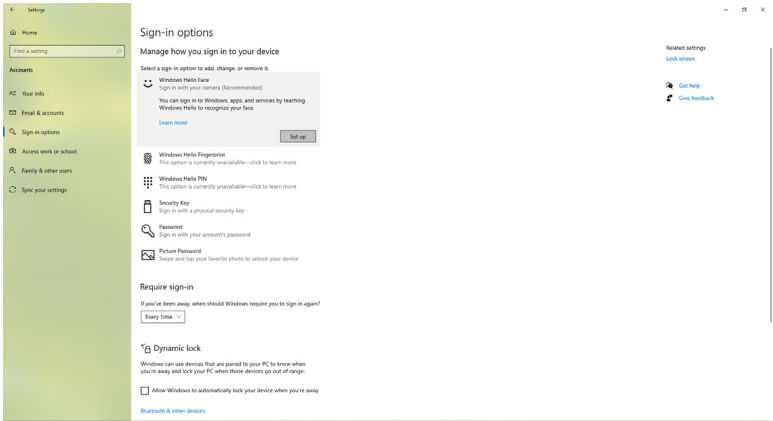 Settings
Home
Find a setting
Accounts
Your info
Email & accounts
Sign-in options
Access work or school
Family & other users
Sync your settings
Sign-in options
Manage how you sign in to your device
Select a sign-in option to add, change, or remove it.
Windows Hello Face
Sign in with your camera (Recommended)
You can sign in to Windows, apps, and services by teaching
Windows Hello to recognize your face.
Learn more
Set up
Windows Hello Fingerprint
This option is currently unavailable—click to learn more
Windows Hello PIN
This option is currently unavailable—click to learn more
Security Key
Sign in with a physical security key
Password
Sign in with your account's password
Picture Password
Swipe and tap your favorite photo to unlock your device
Require sign-in
If you've been away, when should Windows require you to sign in again?
Every Time
Dynamic lock
Windows can use devices that are paired to your PC to know when
you're away and lock your PC when those devices go out of range.
Allow Windows to automatically lock your device when you're away
Bluetooth & other devices
Related settings
Lock screen
Get help
Give feedback